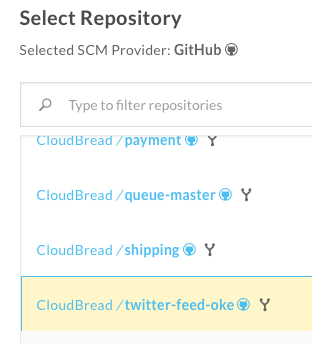 Select Repository
Selected SCM Provider: GitHub
Type to filter repositories
CloudBread / payment
CloudBread / queue-master
CloudBread / shipping
CloudBread / twitter-feed-oke